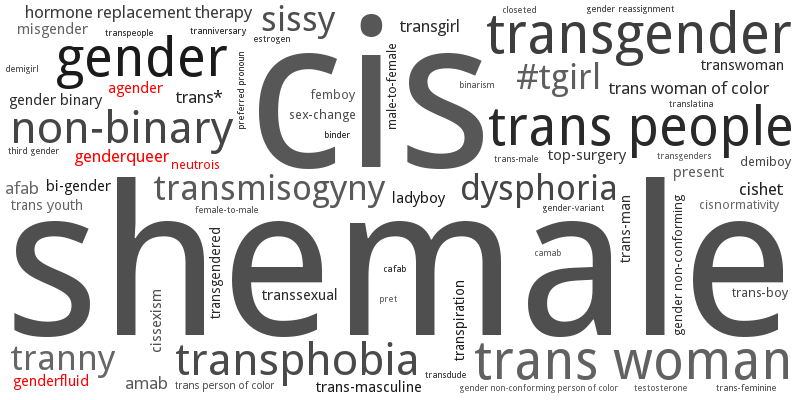 hormone replacement therapy
sissy
closeted
gender reassignment
misgender
transpeople
tranniversary
estrogen
transgirl
transgender
demigirl
gender
preferred pronoun
cis
male-to-female
transwoman
agender
femboy
binarism
#tgirl
trans woman of color
gender binary
trans*
sex-change
translatina
non-binary
binder
trans people
third gender
genderqueer
neutrois
trans-male
top-surgery
transgenders
demiboy
afab
bi-gender
transmisogyny
ladyboy
dysphoria
present
cishet
trans youth
female-to-male
gender-variant
trans-man
cisnormativity
shemale
transgendered
cafab
camab
gender non-conforming
cissexism
transsexual
pret
transpiration
trans-boy
tranny
transphobia
trans woman
genderfluid
amab
trans person of color
trans-masculine
transdude
gender non-conforming person of color
testosterone
trans-feminine